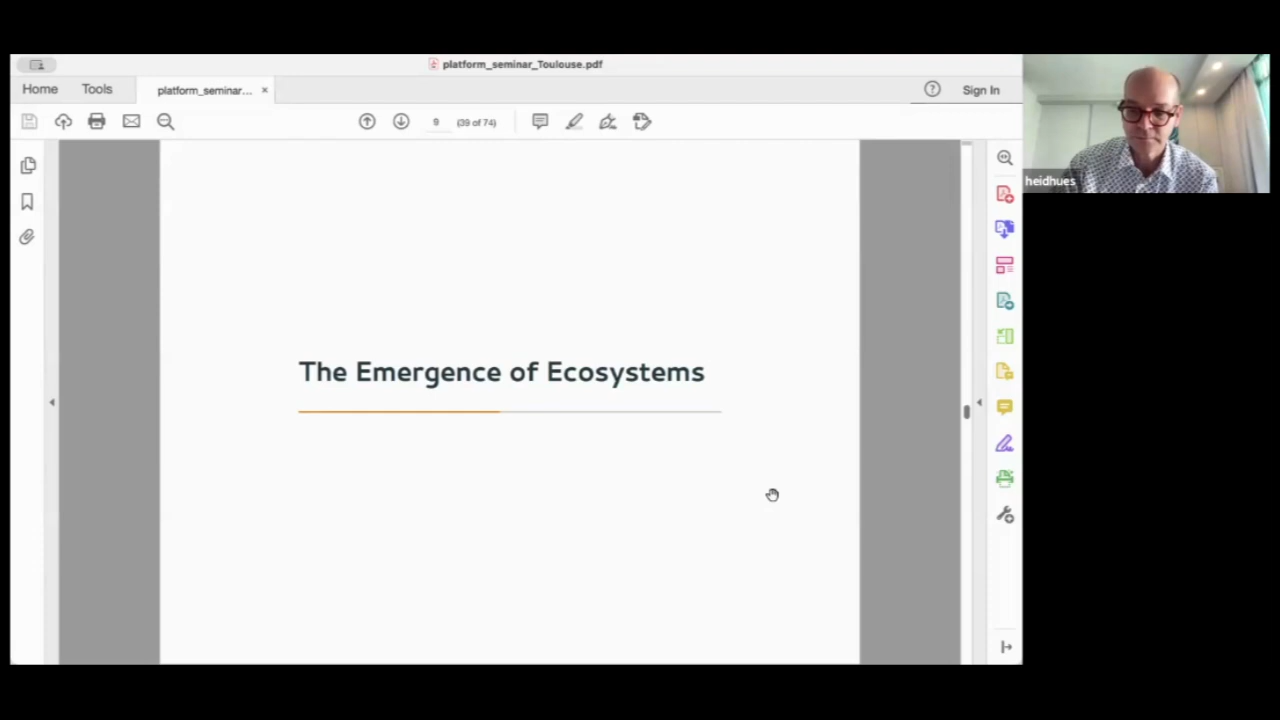 platform_seminar_Toulouse.pdf
Home
Tools
platform_seminar... ×
Sign In
9
(39 of 74)
heidhues
The Emergence of Ecosystems